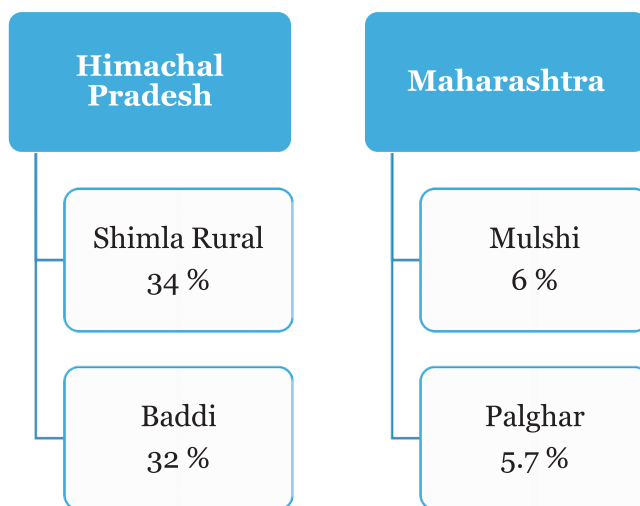 Himachal
Pradesh
Shimla Rural
34 %
Baddi
32 %
Maharashtra
Mulshi
6 %
Palghar
5.7 %